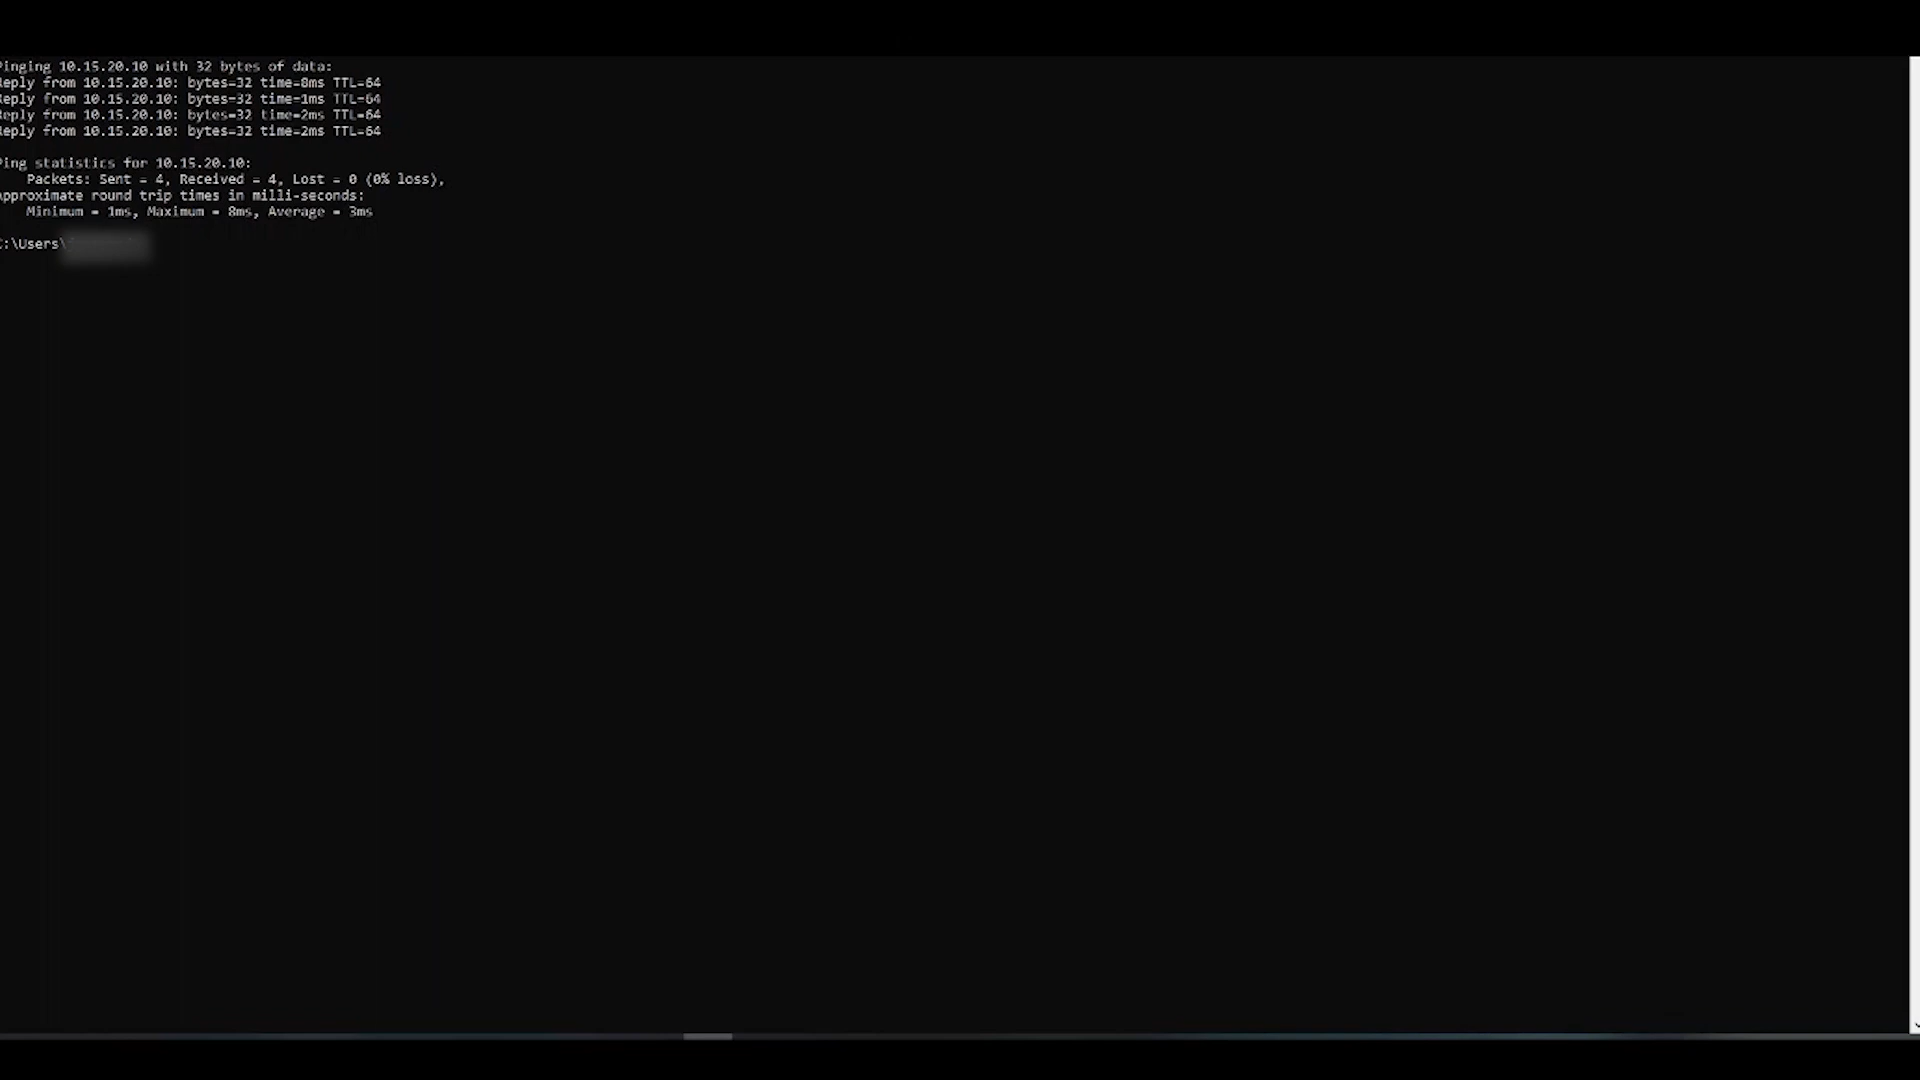 Pinging 10.15.20.10 with 32 bytes of data:
Reply from 10.15.20.10: bytes=32 time=8ms TTL=64
Reply from 10.15.20.10: bytes=32 time=1ms TTL=64
Reply from 10.15.20.10: bytes=32 time=2ms TTL=64
Reply from 10.15.20.10: bytes=32 time=2ms TTL=64
Ping statistics for 10.15.20.10:
Packets: Sent = 4, Received = 4, Lost = 0 (0% loss),
Approximate round trip times in milli-seconds:
Minimum = 1ms, Maximum = 8ms, Average = 3ms
C:\Users\